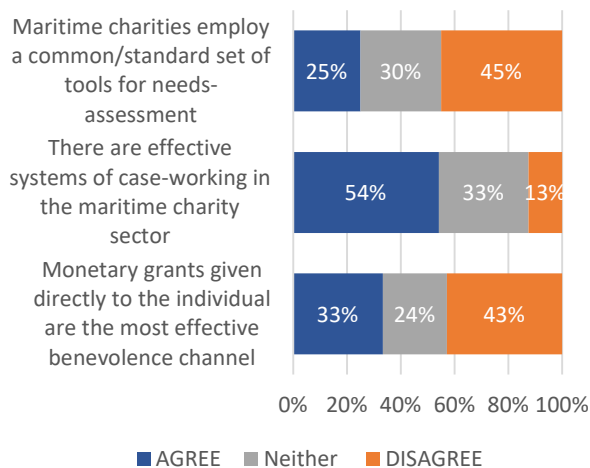 Maritime charities employ
a common/standard set of
tools for needs-
assessment
25% 30% 45%
There are effective
systems of case-working in
the maritime charity
sector
54% 33% 13%
Monetary grants given
directly to the individual
are the most effective
benevolence channel
33% 24% 43%
0% 20% 40% 60% 80% 100%
AGREE Neither DISAGREE